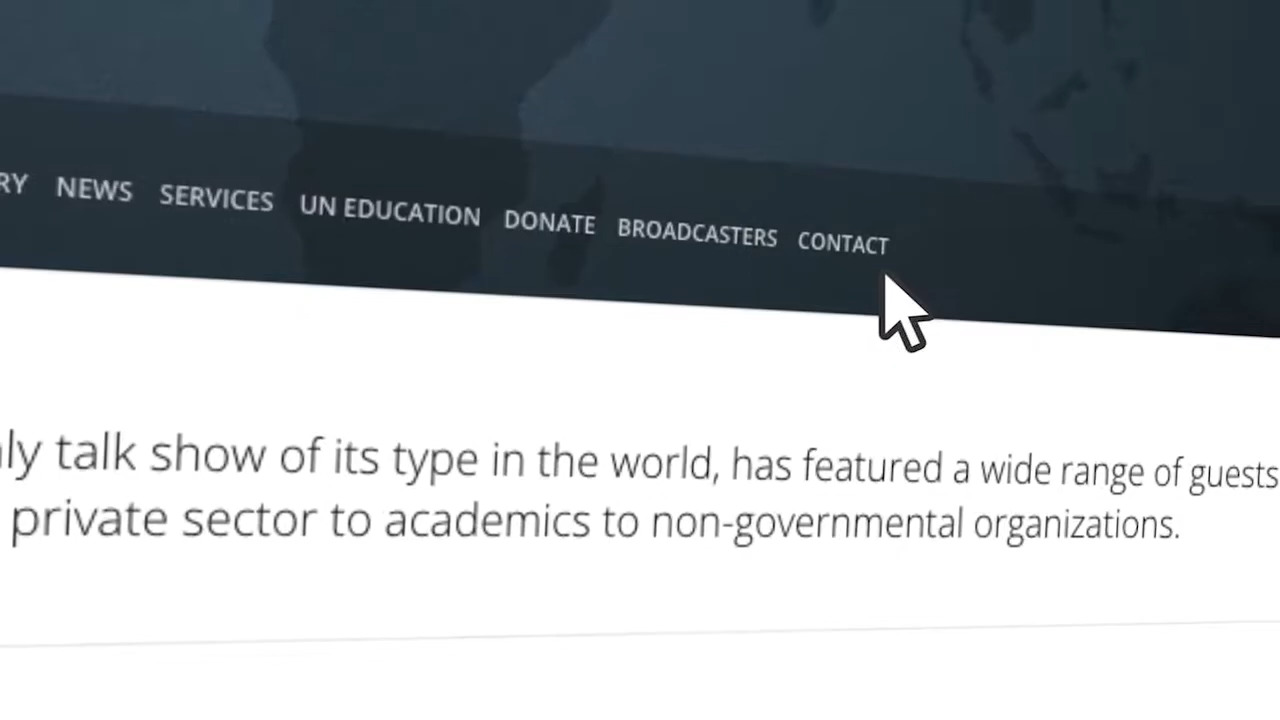 NEWS SERVICES UN EDUCATION DONATE BROADCASTERS CONTACT
talk show of its type in the world, has featured a wide range of guests
private sector to academics to non-governmental organizations.